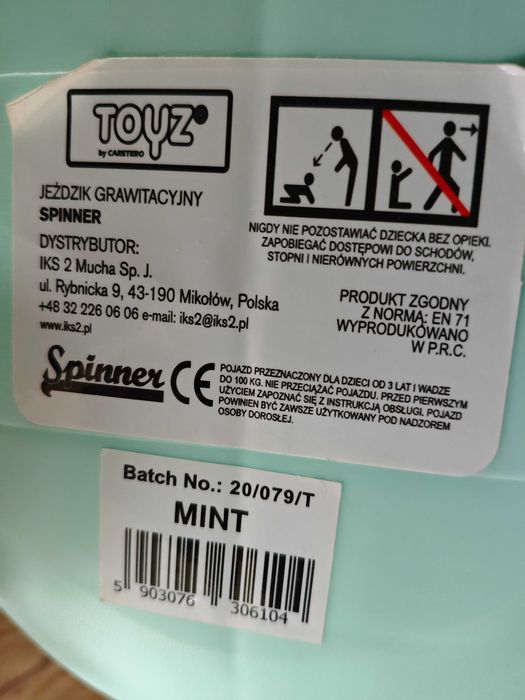 TOYZ®
by CARETERO
JEŹDZIK GRAWITACYJNY
SPINNER
DYSTRYBUTOR:
IKS 2 Mucha Sp. J.
ul. Rybnicka 9, 43-190 Mikołów, Polska
+48 32 226 06 06 e-mail: iks2@iks2.pl
www.iks2.pl
NIGDY NIE POZOSTAWIAĆ DZIECKA BEZ OPIEKI.
ZAPOBIEGAĆ DOSTĘPOWI DO SCHODÓW,
STOPNI I NIERÓWNYCH POWIERZCHNI.
PRODUKT ZGODNY
Z NORMĄ: EN 71
WYPRODUKOWANO
W P.R.C.
Spinner CE
POJAZD PRZEZNACZONY DLA DZIECI OD 3 LAT I WADZE
DO 100 KG. NIE PRZECIĄŻAĆ POJAZDU. PRZED PIERWSZYM
UŻYCIEM ZAPOZNAĆ SIĘ Z INSTRUKCJĄ OBSŁUGI. POJAZD
POWINIEN BYĆ ZAWSZE UŻYTKOWANY POD NADZOREM
OSOBY DOROSŁEJ.
Batch No.: 20/079/T
MINT
5 903076 306104